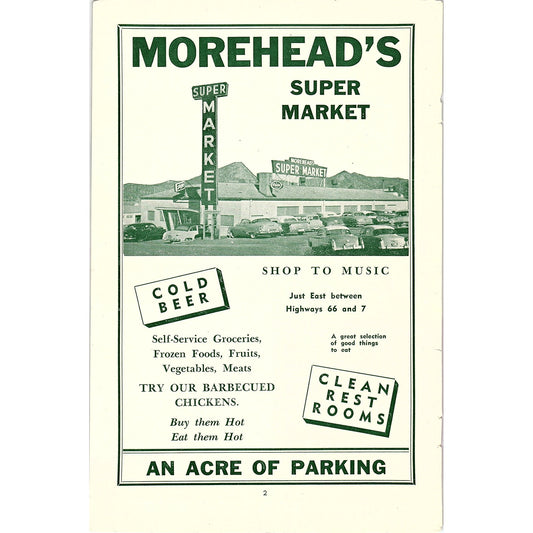 MOREHEAD'S
SUPER
MARKET
SUPER
MARKET
MOREHEAD'S
SUPER MARKET
SHOP TO MUSIC
COLD
BEER
Just East between
Highways 66 and 7
Self-Service Groceries,
Frozen Foods, Fruits,
Vegetables, Meats
A great selection
of good things
to eat
TRY OUR BARBECUED
CHICKENS.
Buy them Hot
Eat them Hot
CLEAN
REST
ROOMS
AN ACRE OF PARKING
2